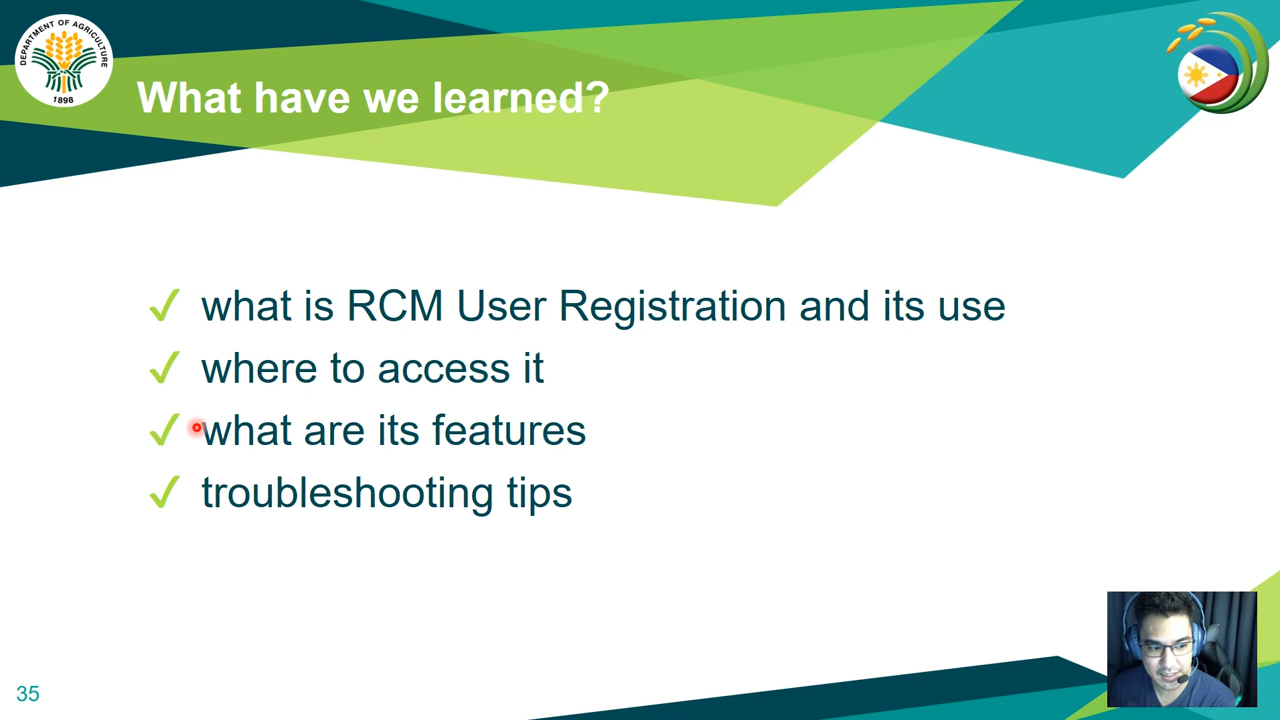 DEPARTMENT OF AGRICULTURE
1898
What have we learned?
✓ what is RCM User Registration and its use
✓ where to access it
✓ what are its features
✓ troubleshooting tips
35